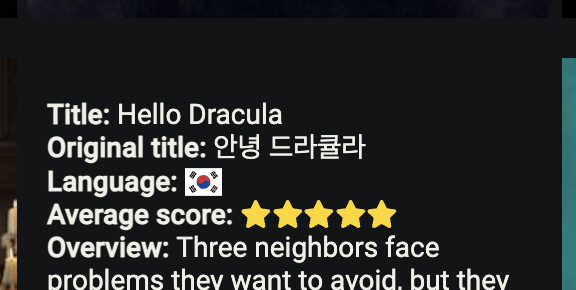 Title: Hello Dracula
Original title: 안녕 드라큘라
Language: 🇰🇷
Average score: ⭐⭐⭐⭐⭐
Overview: Three neighbors face
problems they want to avoid, but they